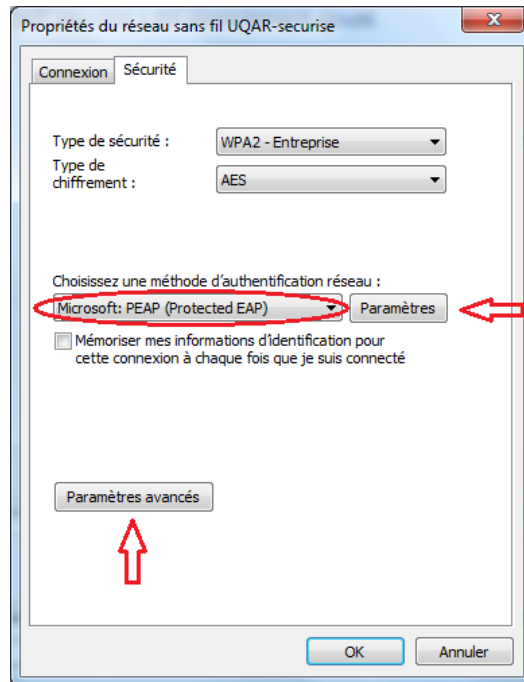 Propriétés du réseau sans fil UQAR-securise
Connexion
Sécurité
Type de sécurité :
WPA2 - Entreprise
Type de
chiffrement :
AES
Choisissez une méthode d'authentification réseau :
Microsoft: PEAP (Protected EAP)
Paramètres
Mémoriser mes informations d'identification pour
cette connexion à chaque fois que je suis connecté
Paramètres avancés
OK
Annuler